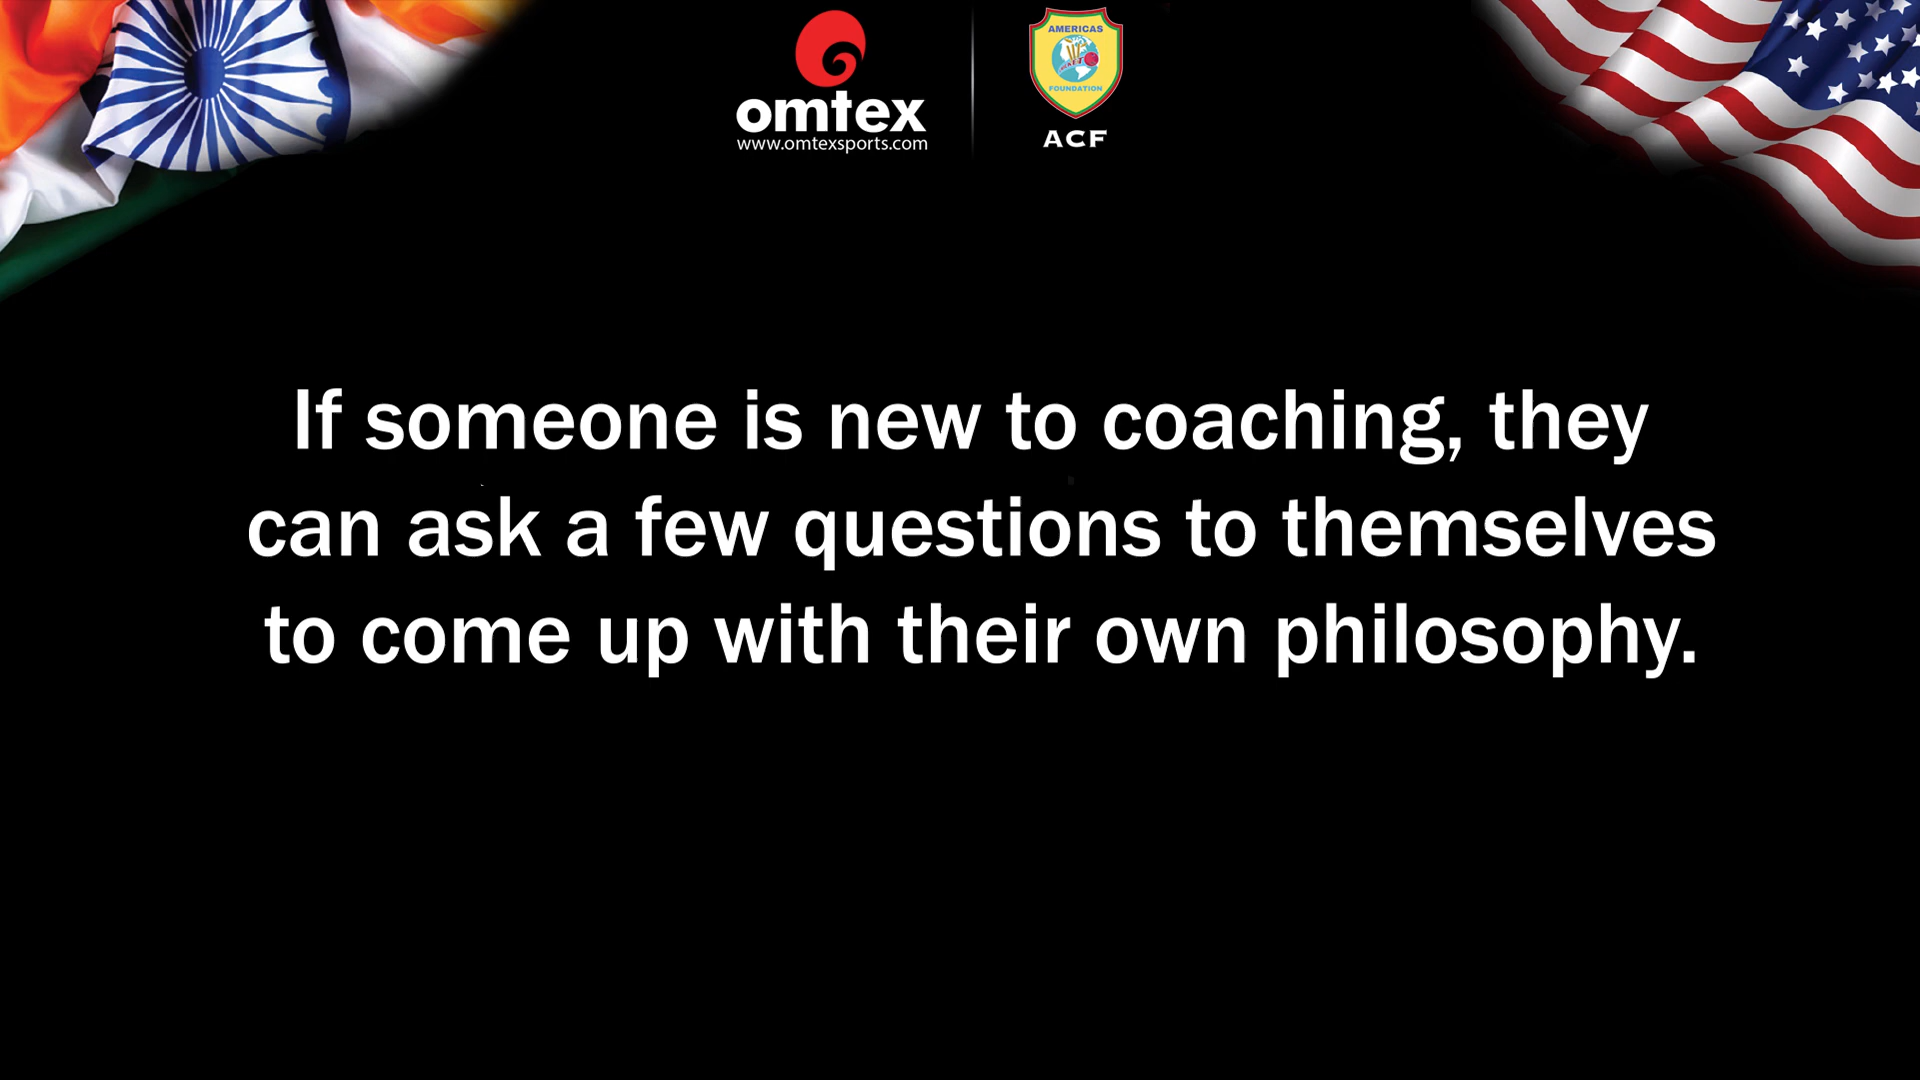 omtex
www.omtexsports.com
AMERICAS
CRICKET
FOUNDATION
ACF
If someone is new to coaching, they
can ask a few questions to themselves
to come up with their own philosophy.